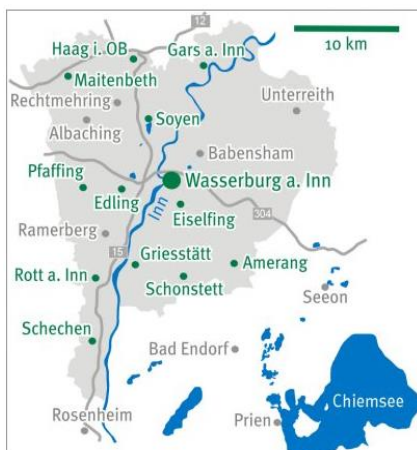 12
Haag i. OB
Gars a. Inn
10 km
Maitenbeth
Rechtmehring
Unterreith
Soyen
Albaching
Babensham
Pfaffing
Wasserburg a. Inn
Edling
Inn
Eiselfing
304
Ramerberg
15
Griesstätt
Amerang
Rott a. Inn
Schonstett
Seeon
Schechen
Bad Endorf
Chiemsee
Rosenheim
Prien